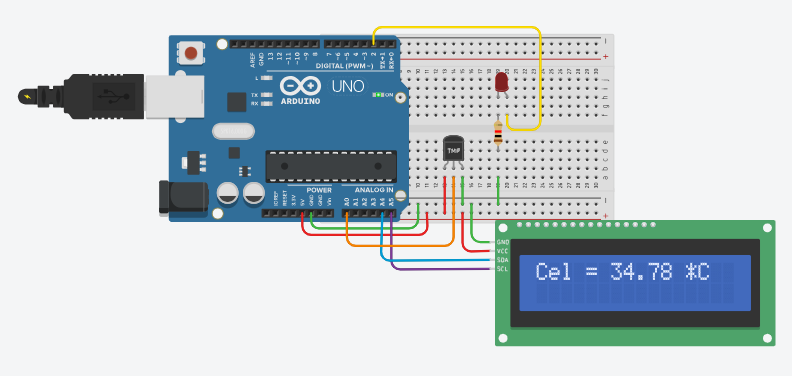 AREF
GND
13
12
~11
~10
~9
8
7
~6
~5
~4
~3
2
TX→1
RX←0
DIGITAL (PWM~)
L
TX
RX
UNO
ARDUINO
ON
TMP
POWER
ANALOG IN
IOREF
RESET
3.3V
5V
GND
GND
Vin
A0
A1
A2
A3
A4
A5
GND
VCC
SDA
SCL
Cel = 34.78 *C